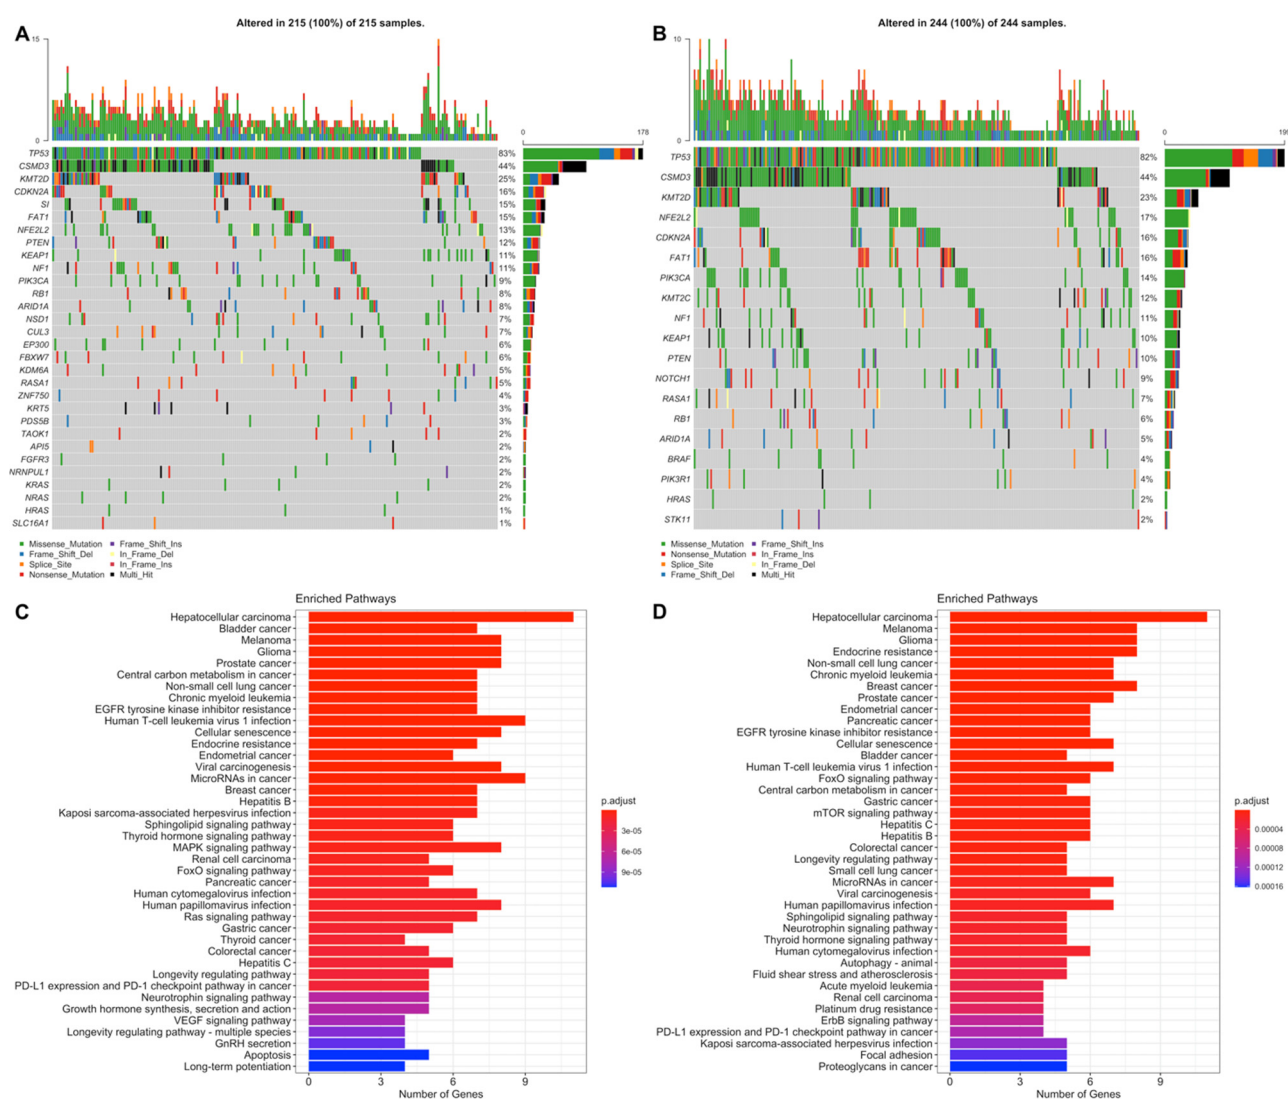 A
Altered in 215 (100%) of 215 samples.
15
0
0 178
TP53 83%
CSMD3 44%
KMT2D 25%
CDKN2A 16%
SI 15%
FAT1 15%
NFE2L2 13%
PTEN 12%
KEAP1 11%
NF1 11%
PIK3CA 9%
RB1 8%
ARID1A 8%
NSD1 7%
CUL3 7%
EP300 6%
FBXW7 6%
KDM6A 5%
RASA1 5%
ZNF750 4%
KRT5 3%
PDS5B 3%
TAOK1 2%
API5 2%
FGFR3 2%
NRNPUL1 2%
KRAS 2%
NRAS 2%
HRAS 1%
SLC16A1 1%
Missense_Mutation Frame_Shift_Ins
Frame_Shift_Del In_Frame_Del
Splice_Site In_Frame_Ins
Nonsense_Mutation Multi_Hit
B
Altered in 244 (100%) of 244 samples.
10
0
0 199
TP53 82%
CSMD3 44%
KMT2D 23%
NFE2L2 17%
CDKN2A 16%
FAT1 16%
PIK3CA 14%
KMT2C 12%
NF1 11%
KEAP1 10%
PTEN 10%
NOTCH1 9%
RASA1 7%
RB1 6%
ARID1A 5%
BRAF 4%
PIK3R1 4%
HRAS 2%
STK11 2%
Missense_Mutation Frame_Shift_Ins
Nonsense_Mutation In_Frame_Ins
Splice_Site In_Frame_Del
Frame_Shift_Del Multi_Hit
C
Enriched Pathways
Hepatocellular carcinoma
Bladder cancer
Melanoma
Glioma
Prostate cancer
Central carbon metabolism in cancer
Non-small cell lung cancer
Chronic myeloid leukemia
EGFR tyrosine kinase inhibitor resistance
Human T-cell leukemia virus 1 infection
Cellular senescence
Endocrine resistance
Endometrial cancer
Viral carcinogenesis
MicroRNAs in cancer
Breast cancer
Hepatitis B
Kaposi sarcoma-associated herpesvirus infection
Sphingolipid signaling pathway
Thyroid hormone signaling pathway
MAPK signaling pathway
Renal cell carcinoma
FoxO signaling pathway
Pancreatic cancer
Human cytomegalovirus infection
Human papillomavirus infection
Ras signaling pathway
Gastric cancer
Thyroid cancer
Colorectal cancer
Hepatitis C
Longevity regulating pathway
PD-L1 expression and PD-1 checkpoint pathway in cancer
Neurotrophin signaling pathway
Growth hormone synthesis, secretion and action
VEGF signaling pathway
Longevity regulating pathway - multiple species
GnRH secretion
Apoptosis
Long-term potentiation
0 3 6 9
Number of Genes
p.adjust
3e-05
6e-05
9e-05
D
Enriched Pathways
Hepatocellular carcinoma
Melanoma
Glioma
Endocrine resistance
Non-small cell lung cancer
Chronic myeloid leukemia
Breast cancer
Prostate cancer
Endometrial cancer
Pancreatic cancer
EGFR tyrosine kinase inhibitor resistance
Cellular senescence
Bladder cancer
Human T-cell leukemia virus 1 infection
FoxO signaling pathway
Central carbon metabolism in cancer
Gastric cancer
mTOR signaling pathway
Hepatitis C
Hepatitis B
Colorectal cancer
Longevity regulating pathway
Small cell lung cancer
MicroRNAs in cancer
Viral carcinogenesis
Human papillomavirus infection
Sphingolipid signaling pathway
Neurotrophin signaling pathway
Thyroid hormone signaling pathway
Human cytomegalovirus infection
Autophagy - animal
Fluid shear stress and atherosclerosis
Acute myeloid leukemia
Renal cell carcinoma
Platinum drug resistance
ErbB signaling pathway
PD-L1 expression and PD-1 checkpoint pathway in cancer
Kaposi sarcoma-associated herpesvirus infection
Focal adhesion
Proteoglycans in cancer
0 3 6 9
Number of Genes
p.adjust
0.00004
0.00008
0.00012
0.00016